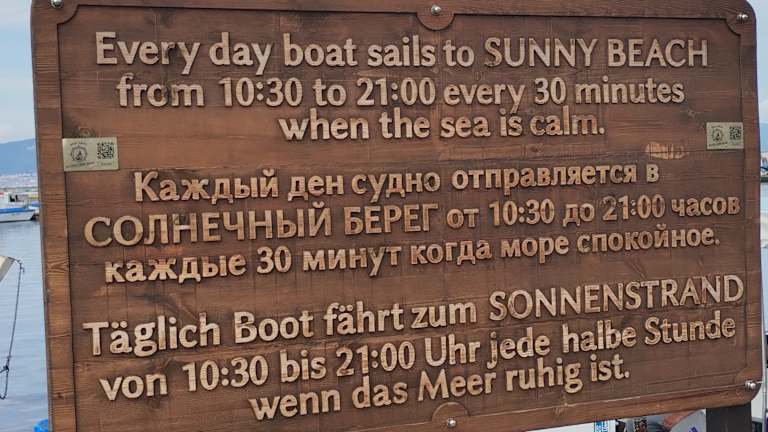 Every day boat sails to SUNNY BEACH
from 10:30 to 21:00 every 30 minutes
when the sea is calm.
Каждый ден судно отправляется в
СОЛНЕЧНЫЙ БЕРЕГ от 10:30 до 21:00 часов
каждые 30 минут когда море спокойное.
Täglich Boot fährt zum SONNENSTRAND
von 10:30 bis 21:00 Uhr jede halbe Stunde
wenn das Meer ruhig ist.